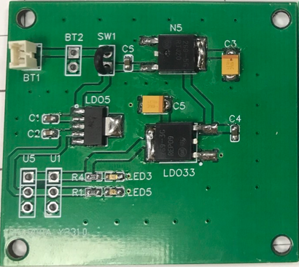 BT2 SW1 N5
C5 C3
BT1
LDO5 C5
C1
C2 C4
U5 U1
R4 LED3 LDO33
R1 LED5